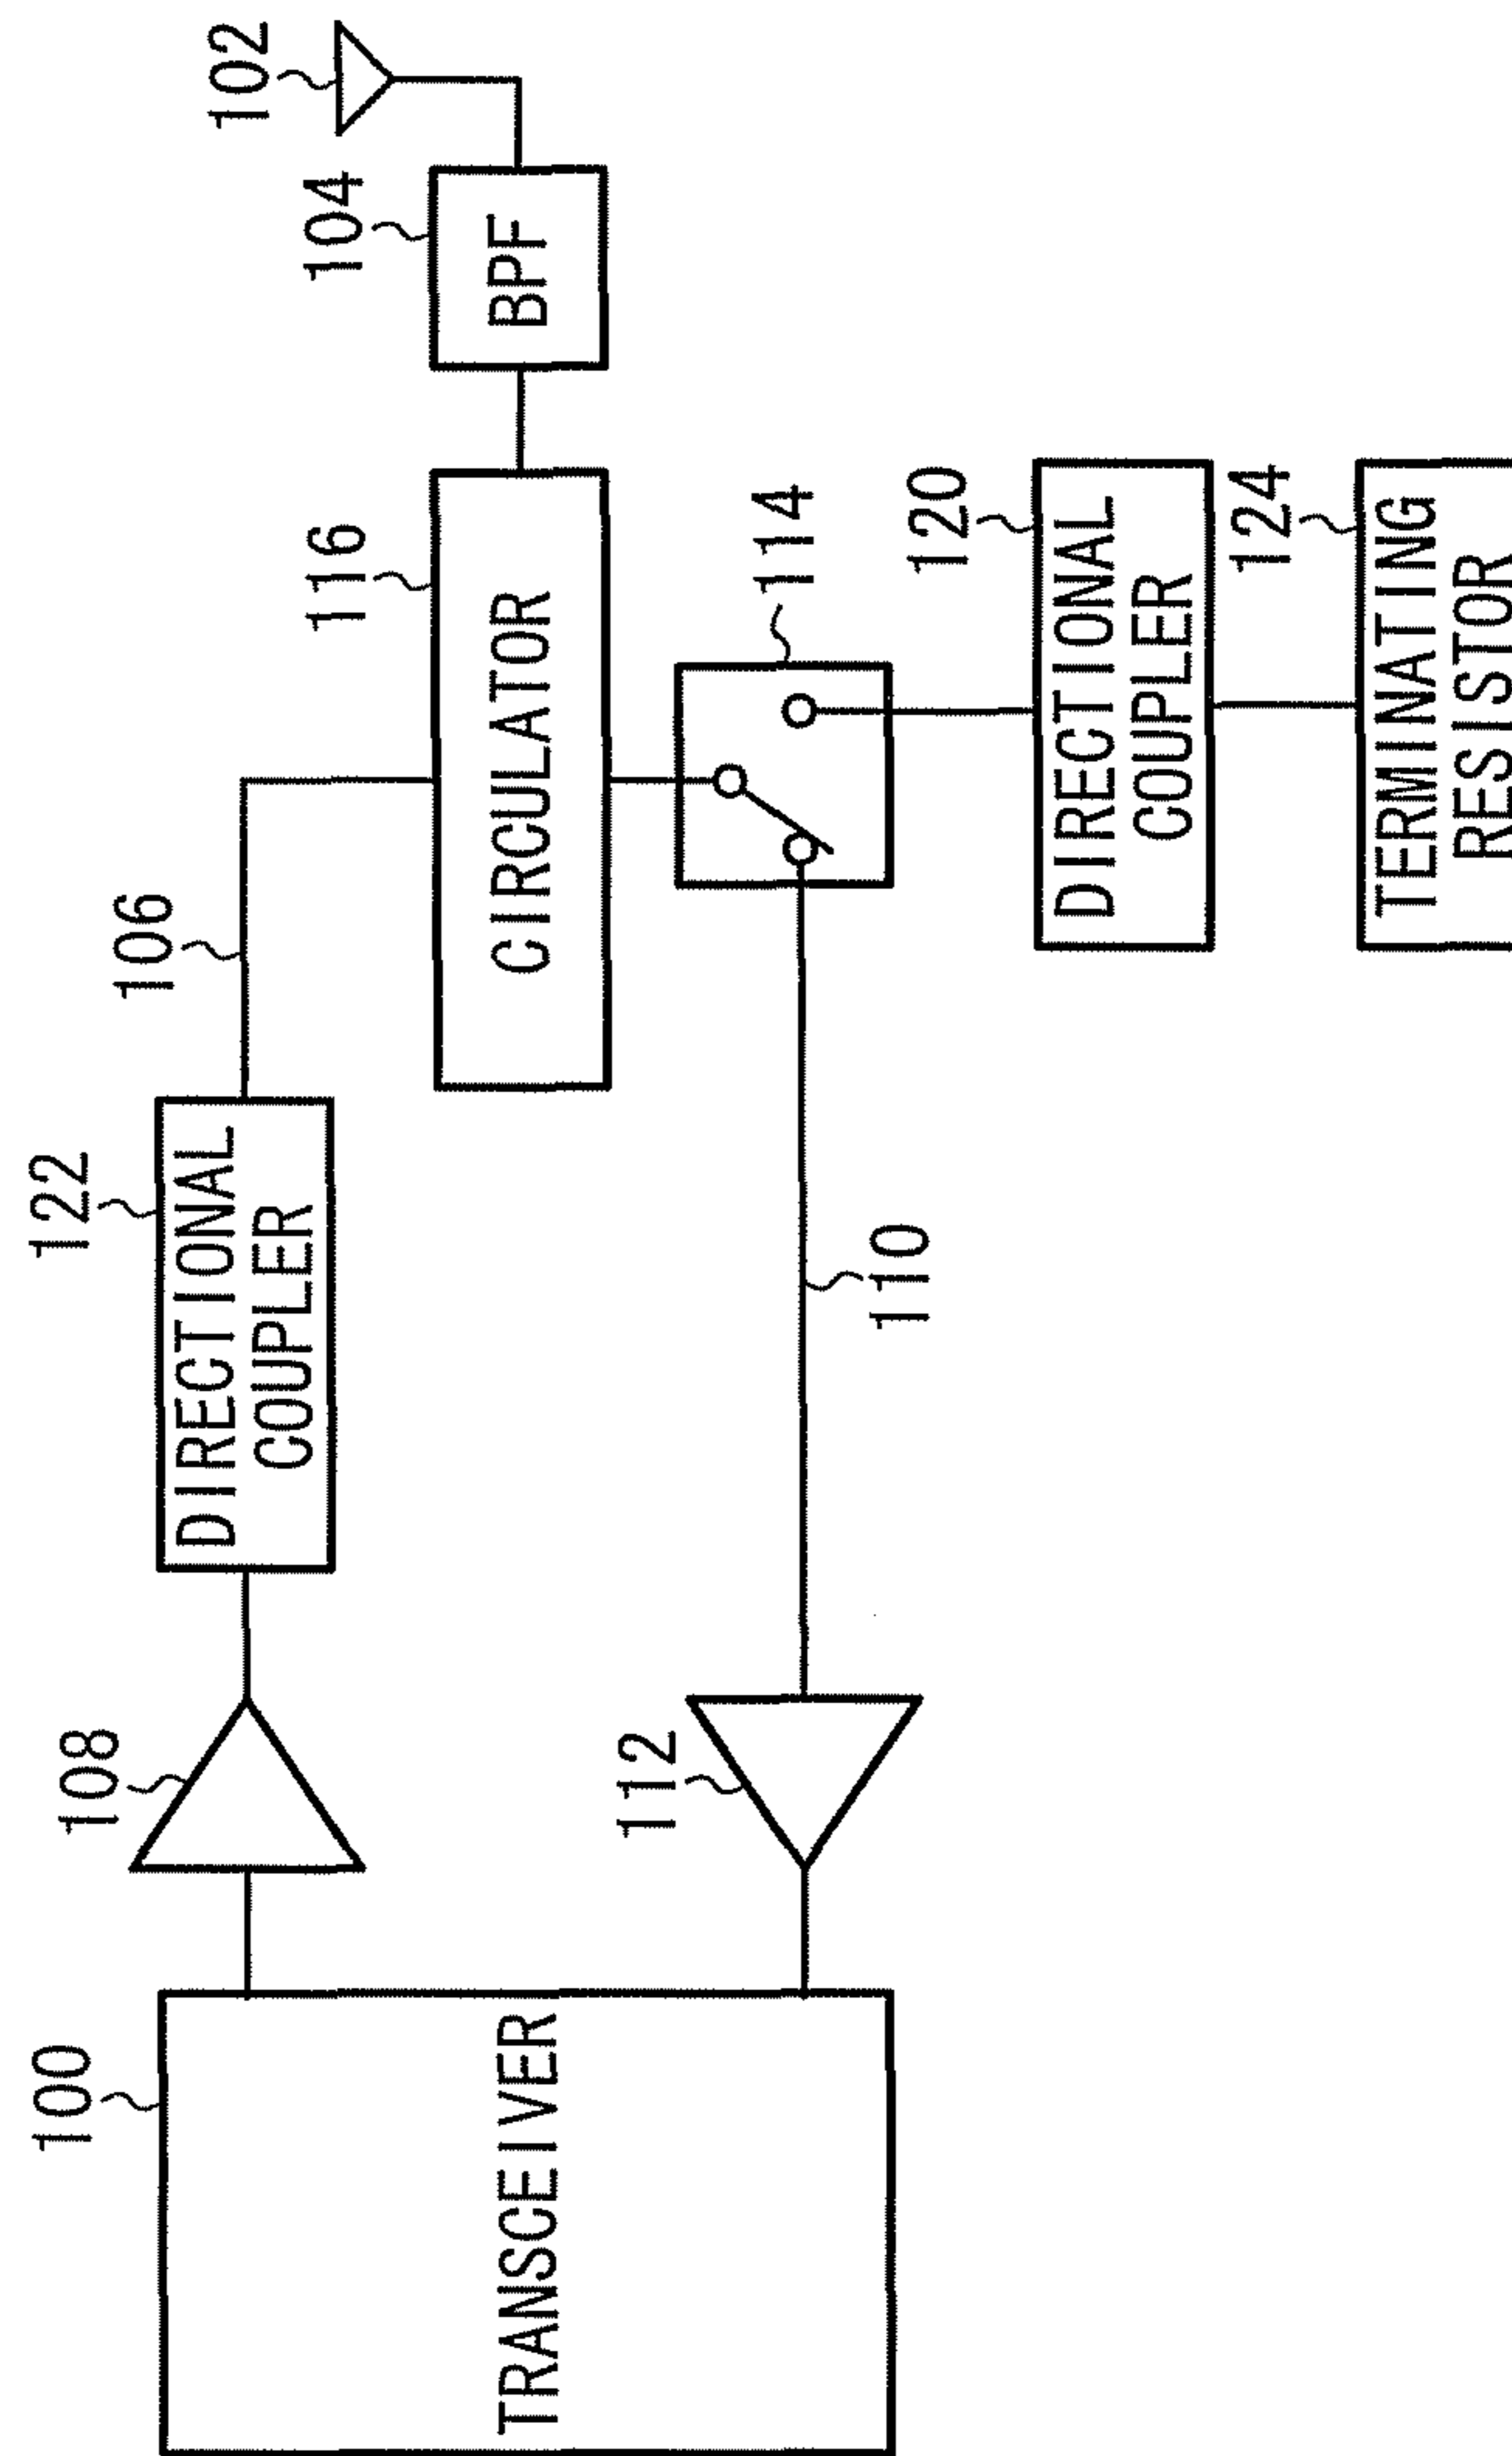 102
104
BPF
116
CIRCULATOR
106
114
120
DIRECTIONAL
COUPLER
124
TERMINATING
RESISTOR
122
DIRECTIONAL
COUPLER
110
108
112
100
TRANSCEIVER